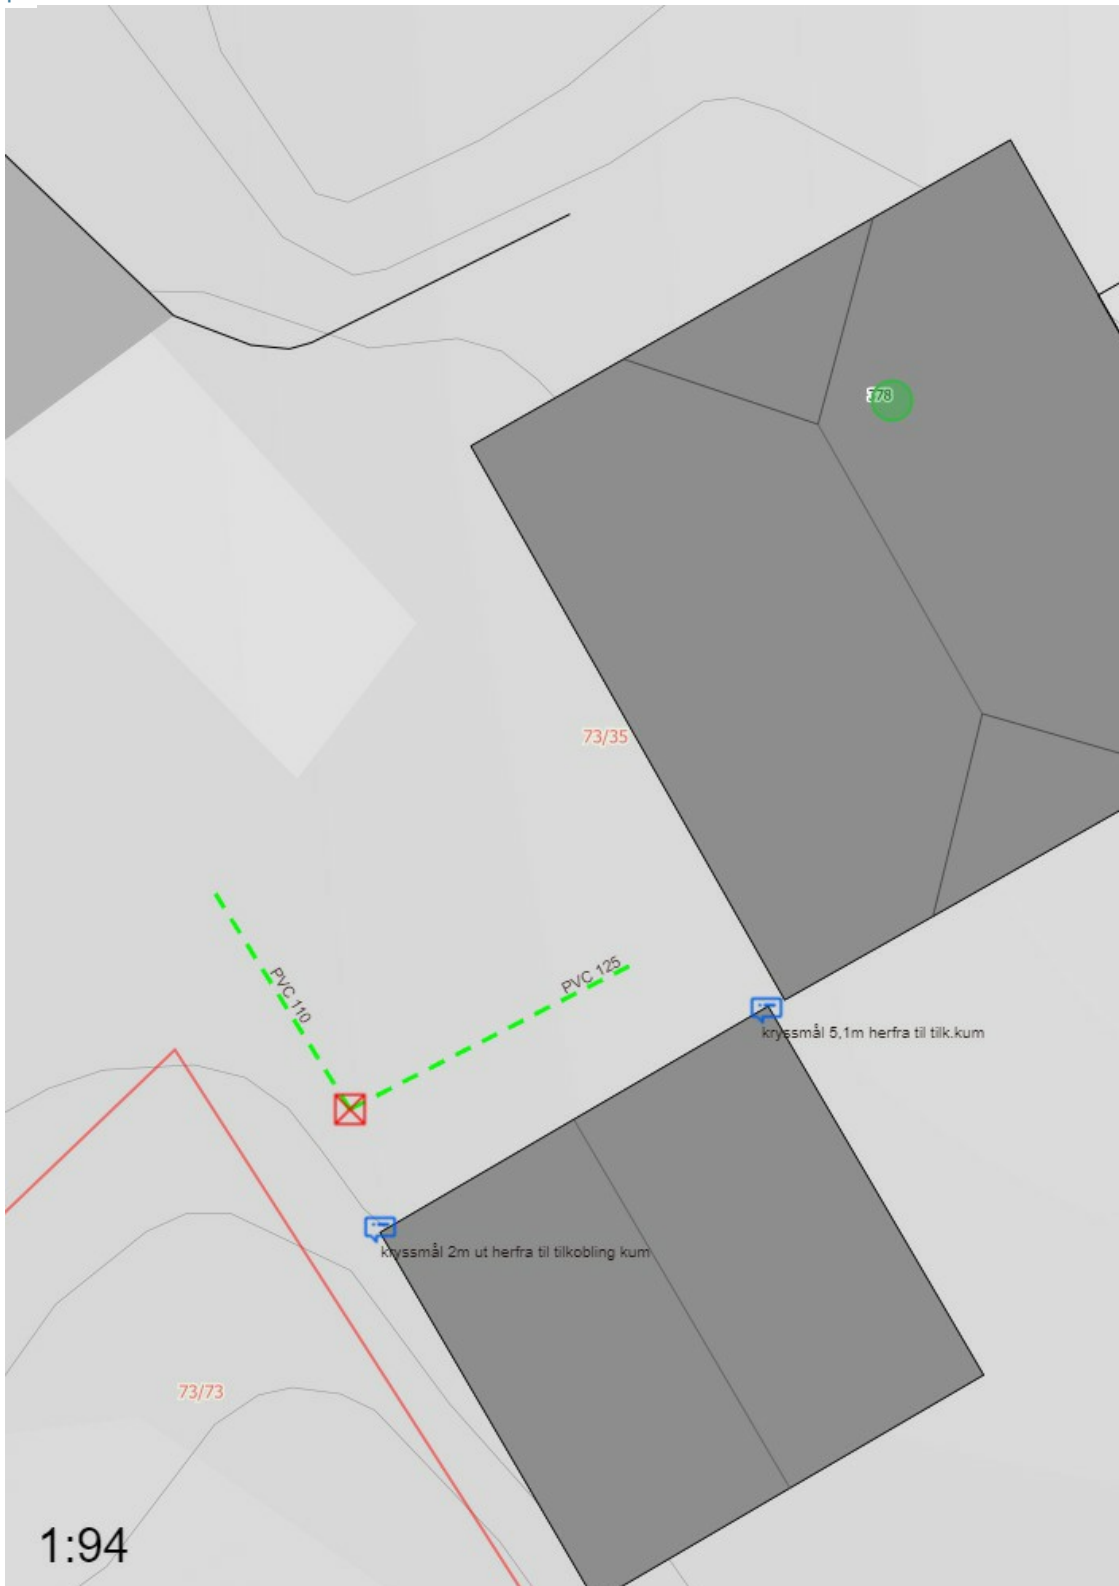 73/35
PVC 110
PVC 125
kryssmål 5,1m herfra til tilk.kum
kryssmål 2m ut herfra til tilkobling kum
73/73
1:94